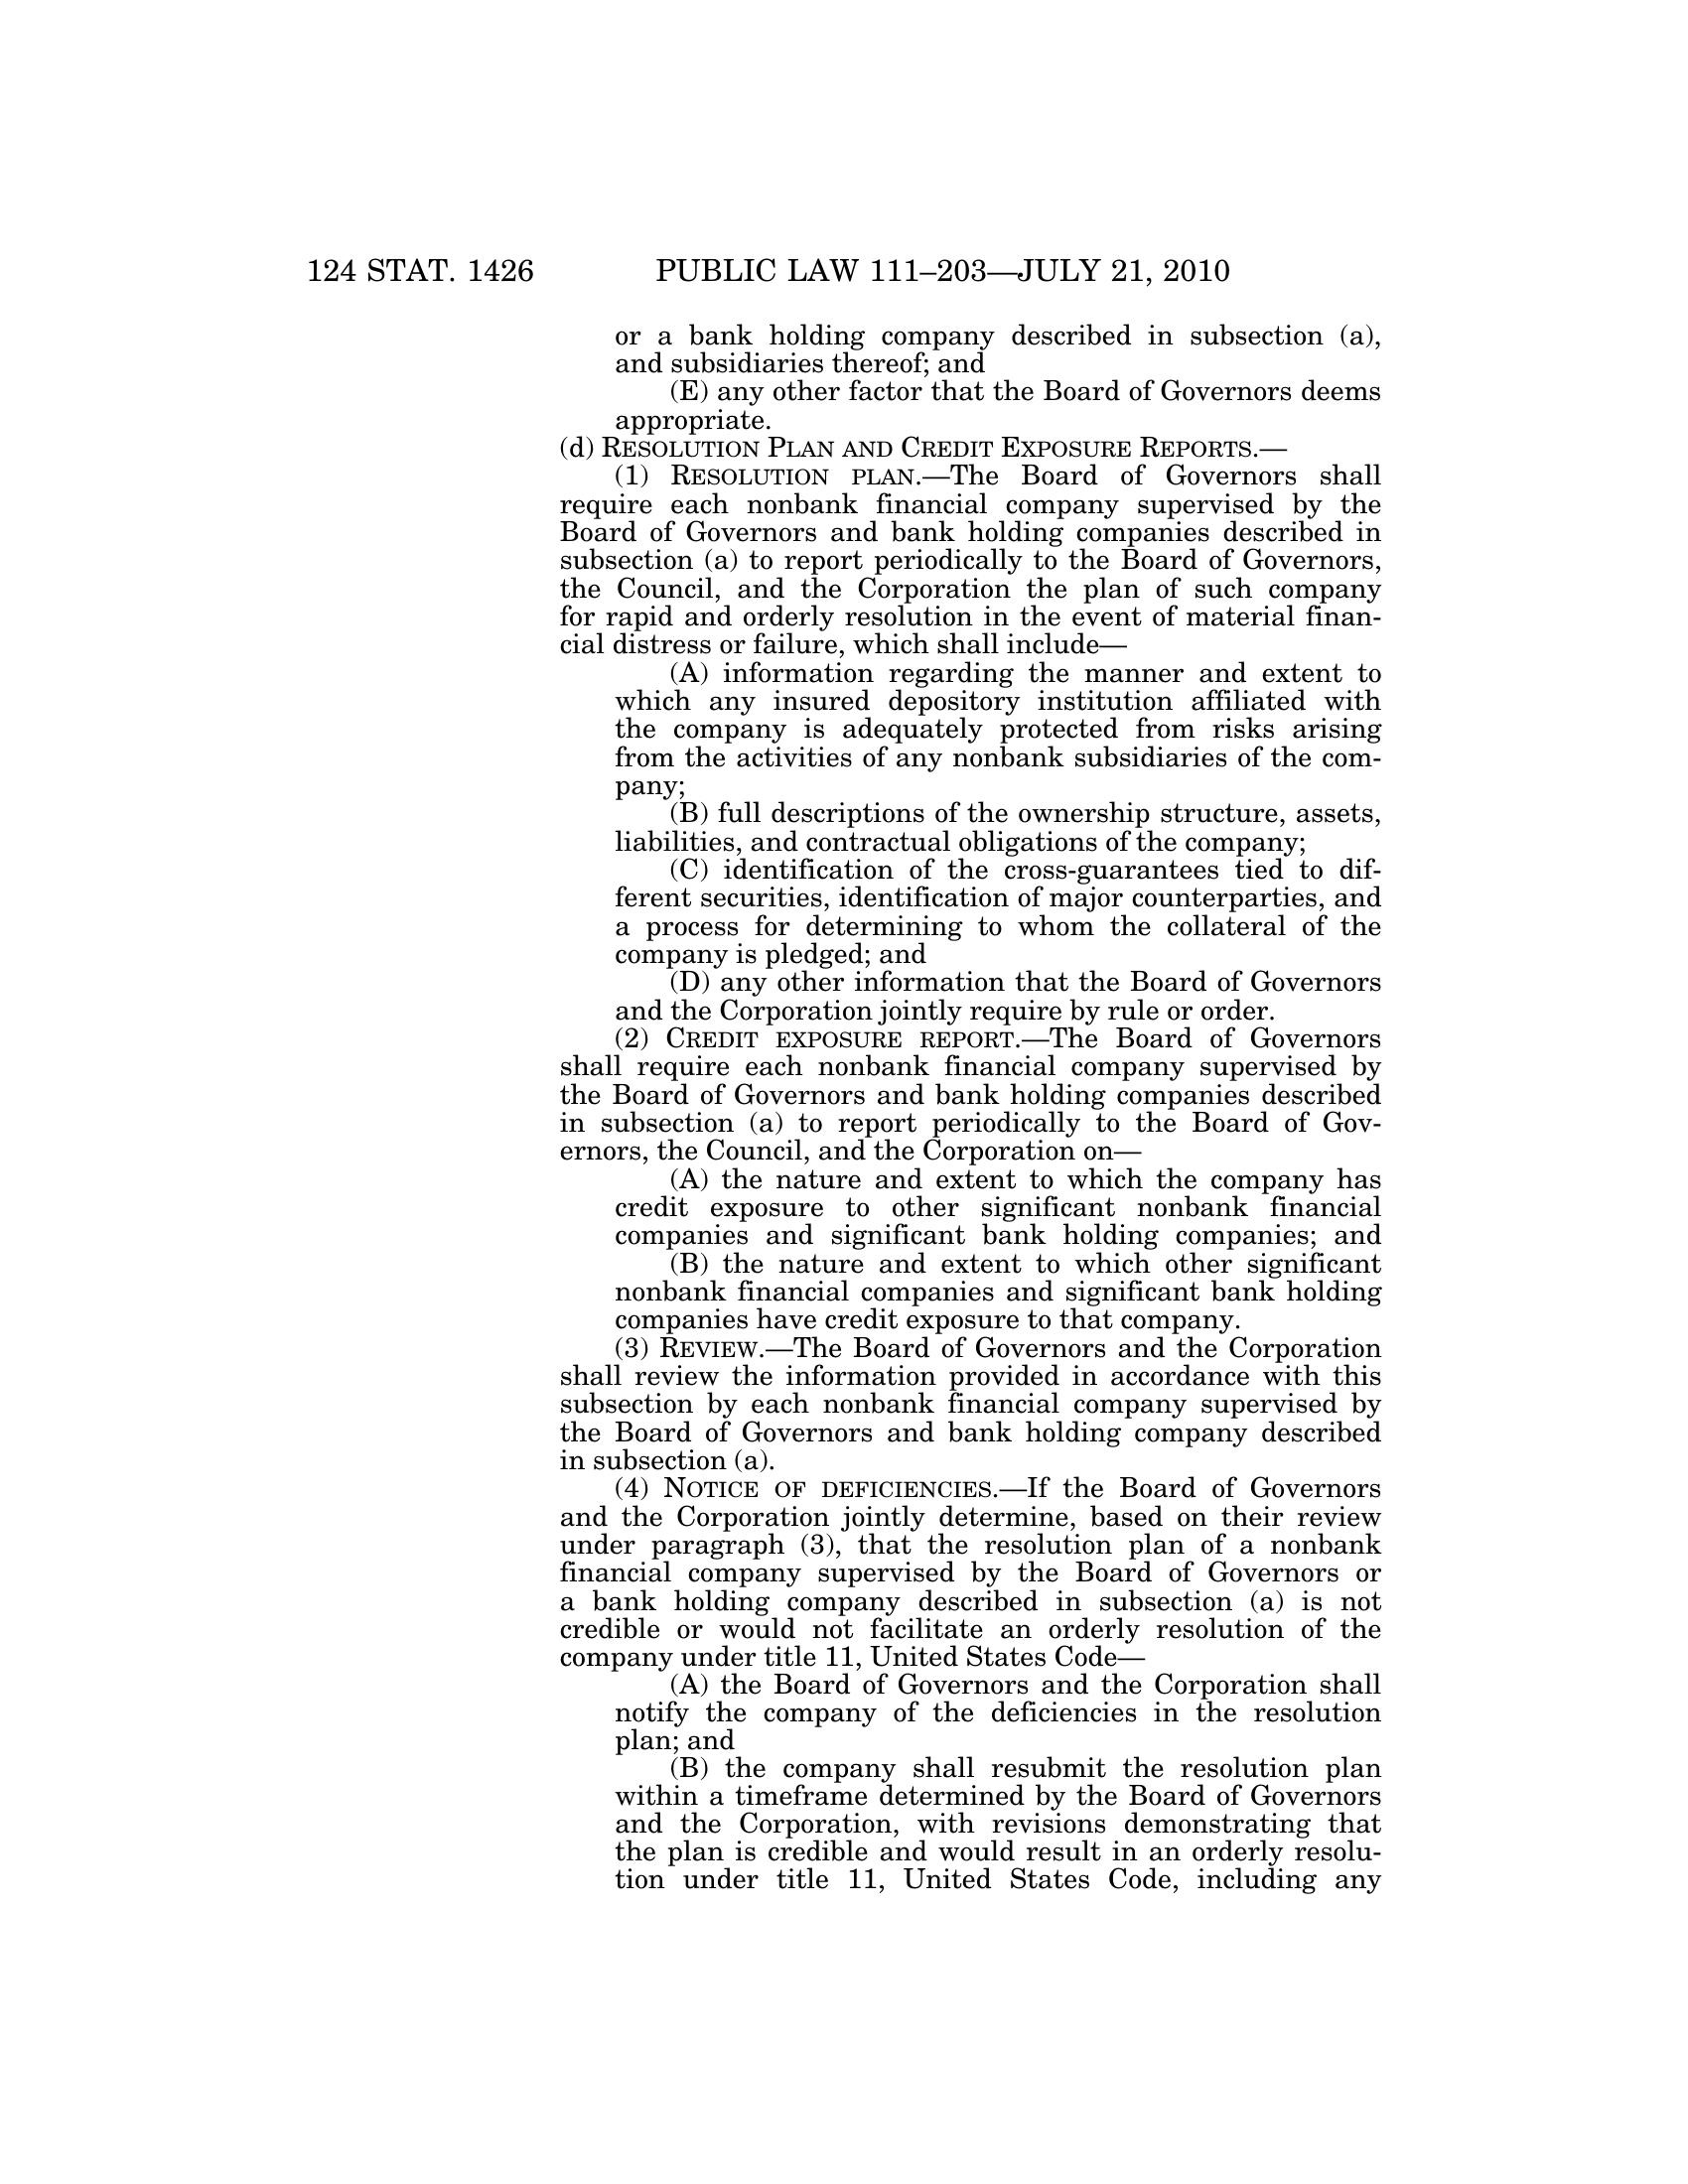 124 STAT. 1426 PUBLIC LAW 111–203—JULY 21, 2010
or a bank holding company described in subsection (a),
and subsidiaries thereof; and
(E) any other factor that the Board of Governors deems
appropriate.
(d) RESOLUTION PLAN AND CREDIT EXPOSURE REPORTS.—
(1) RESOLUTION PLAN.—The Board of Governors shall
require each nonbank financial company supervised by the
Board of Governors and bank holding companies described in
subsection (a) to report periodically to the Board of Governors,
the Council, and the Corporation the plan of such company
for rapid and orderly resolution in the event of material finan-
cial distress or failure, which shall include—
(A) information regarding the manner and extent to
which any insured depository institution affiliated with
the company is adequately protected from risks arising
from the activities of any nonbank subsidiaries of the com-
pany;
(B) full descriptions of the ownership structure, assets,
liabilities, and contractual obligations of the company;
(C) identification of the cross-guarantees tied to dif-
ferent securities, identification of major counterparties, and
a process for determining to whom the collateral of the
company is pledged; and
(D) any other information that the Board of Governors
and the Corporation jointly require by rule or order.
(2) CREDIT EXPOSURE REPORT.—The Board of Governors
shall require each nonbank financial company supervised by
the Board of Governors and bank holding companies described
in subsection (a) to report periodically to the Board of Gov-
ernors, the Council, and the Corporation on—
(A) the nature and extent to which the company has
credit exposure to other significant nonbank financial
companies and significant bank holding companies; and
(B) the nature and extent to which other significant
nonbank financial companies and significant bank holding
companies have credit exposure to that company.
(3) REVIEW.—The Board of Governors and the Corporation
shall review the information provided in accordance with this
subsection by each nonbank financial company supervised by
the Board of Governors and bank holding company described
in subsection (a).
(4) NOTICE OF DEFICIENCIES.—If the Board of Governors
and the Corporation jointly determine, based on their review
under paragraph (3), that the resolution plan of a nonbank
financial company supervised by the Board of Governors or
a bank holding company described in subsection (a) is not
credible or would not facilitate an orderly resolution of the
company under title 11, United States Code—
(A) the Board of Governors and the Corporation shall
notify the company of the deficiencies in the resolution
plan; and
(B) the company shall resubmit the resolution plan
within a timeframe determined by the Board of Governors
and the Corporation, with revisions demonstrating that
the plan is credible and would result in an orderly resolu-
tion under title 11, United States Code, including any